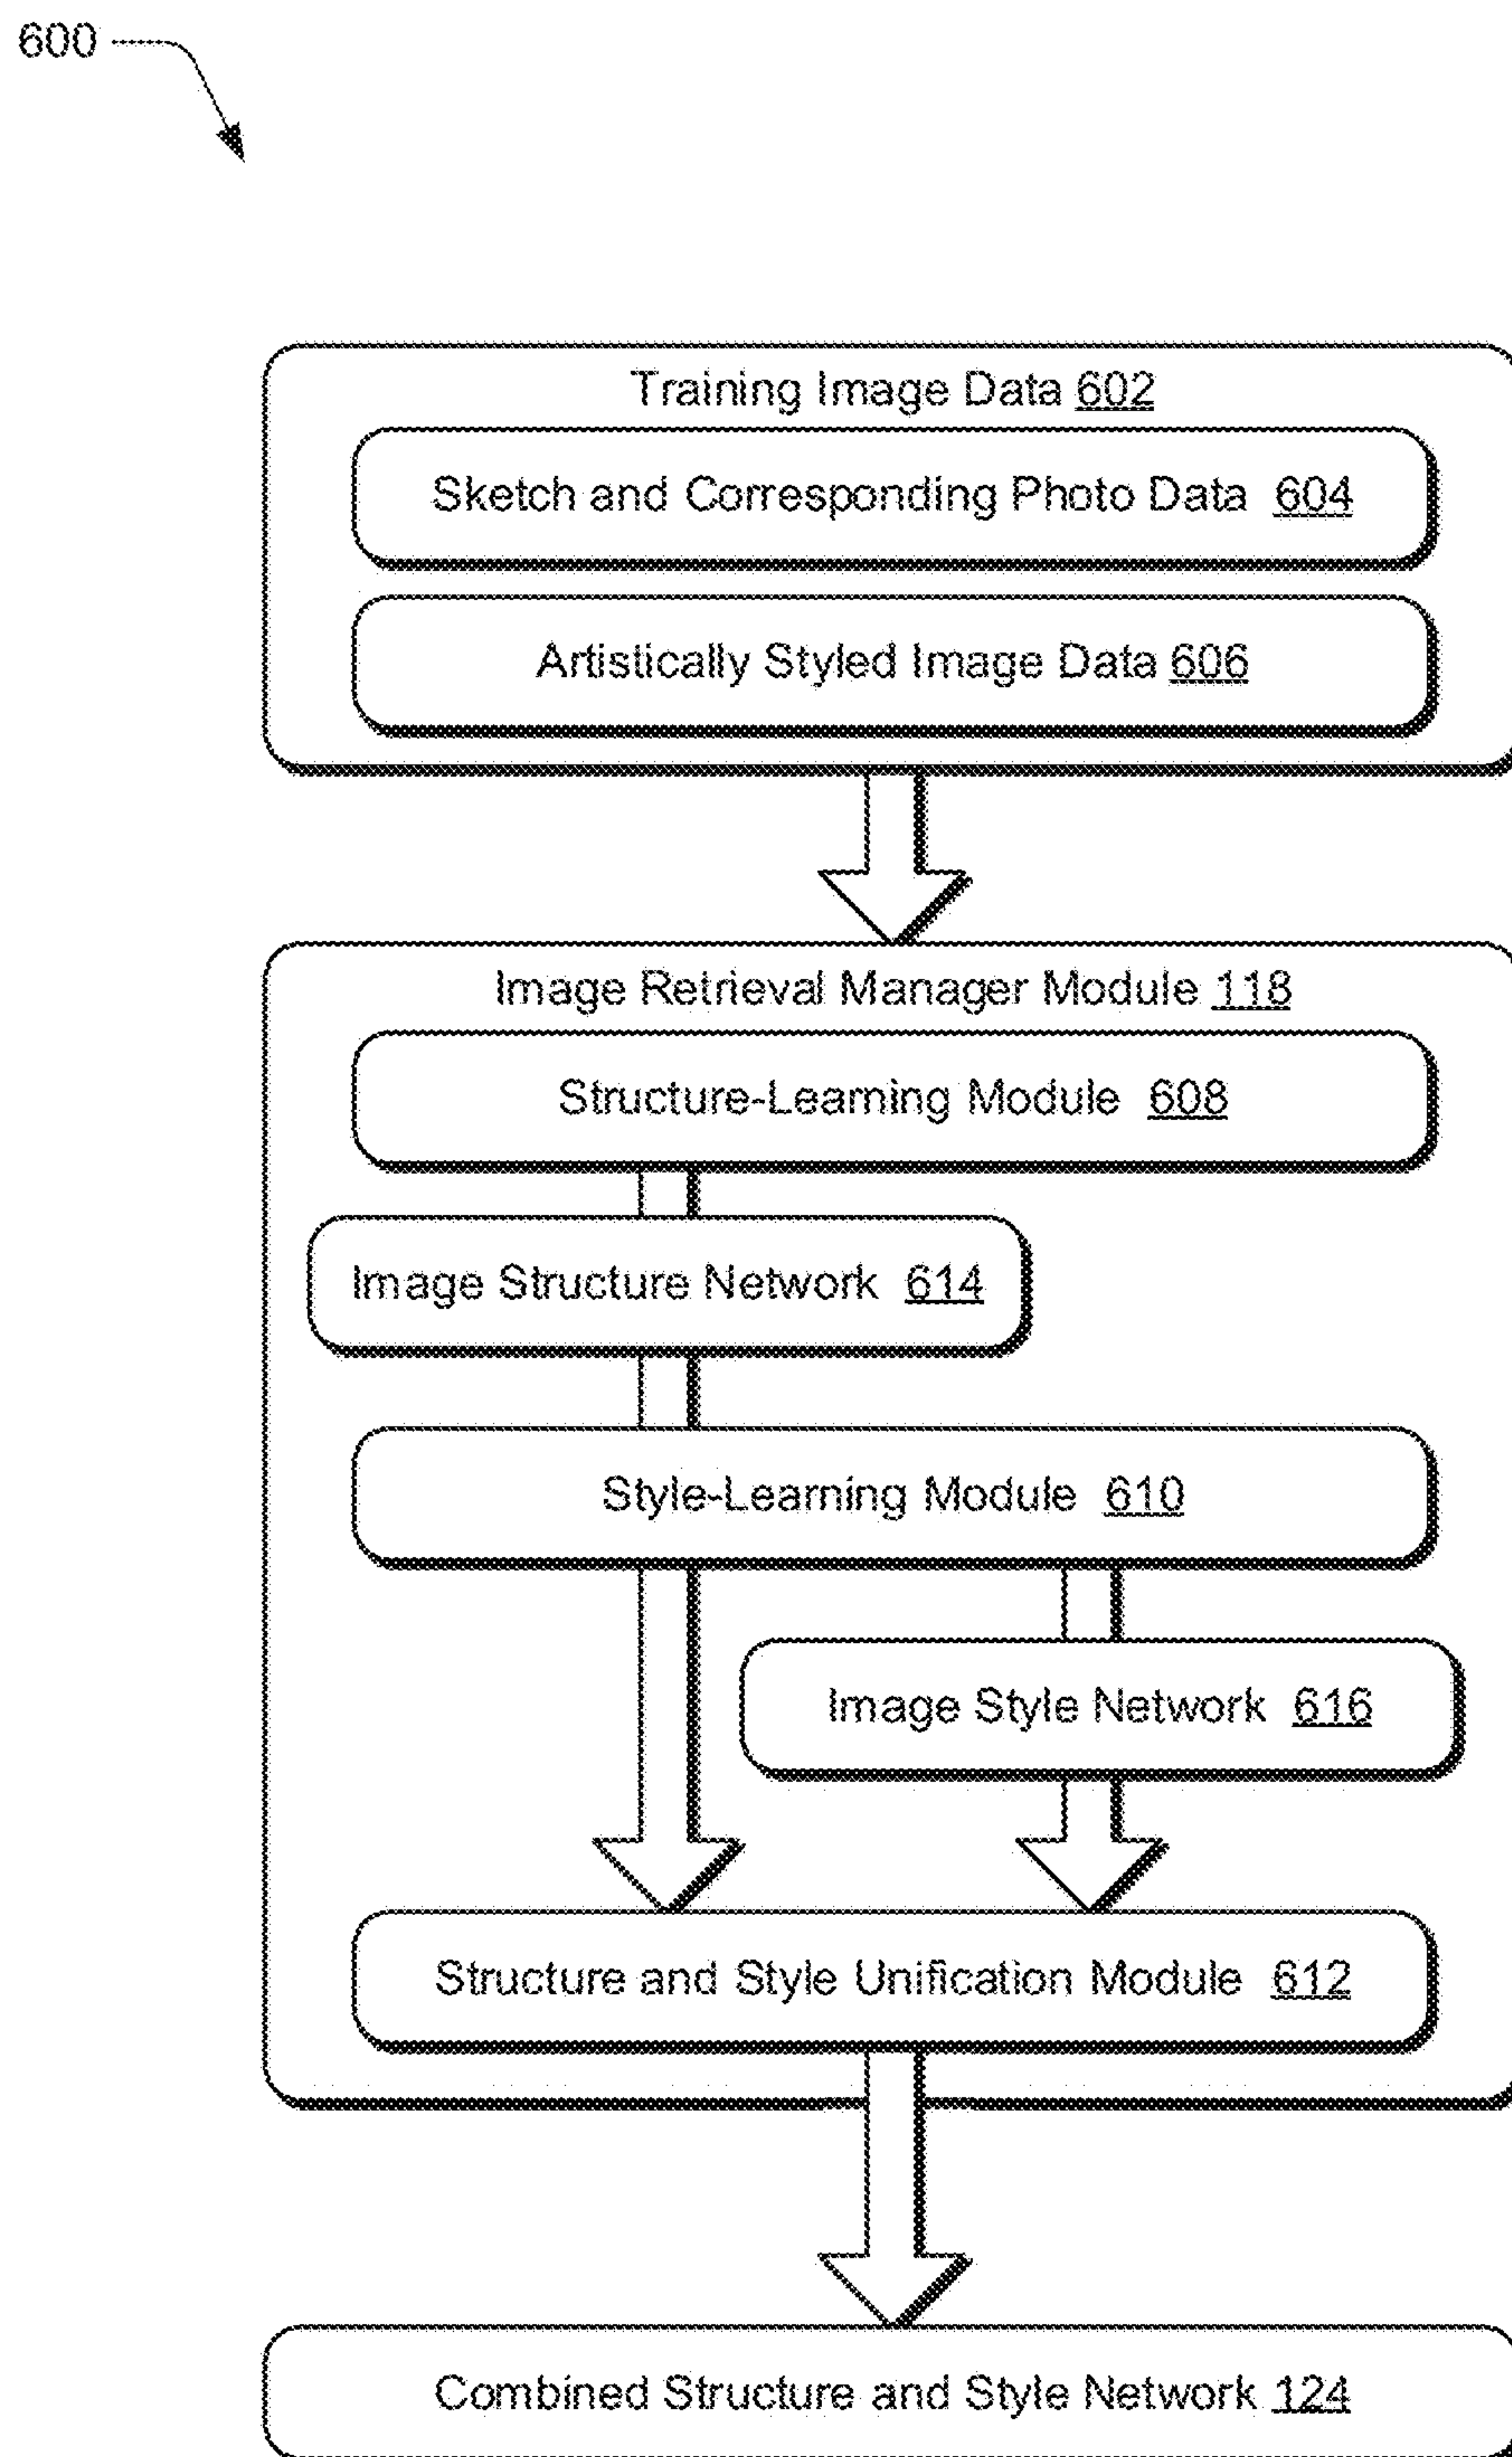 600
Training Image Data 602
Sketch and Corresponding Photo Data 604
Artistically Styled Image Data 606
Image Retrieval Manager Module 118
Structure-Learning Module 608
Image Structure Network 614
Style-Learning Module 610
Image Style Network 616
Structure and Style Unification Module 612
Combined Structure and Style Network 124